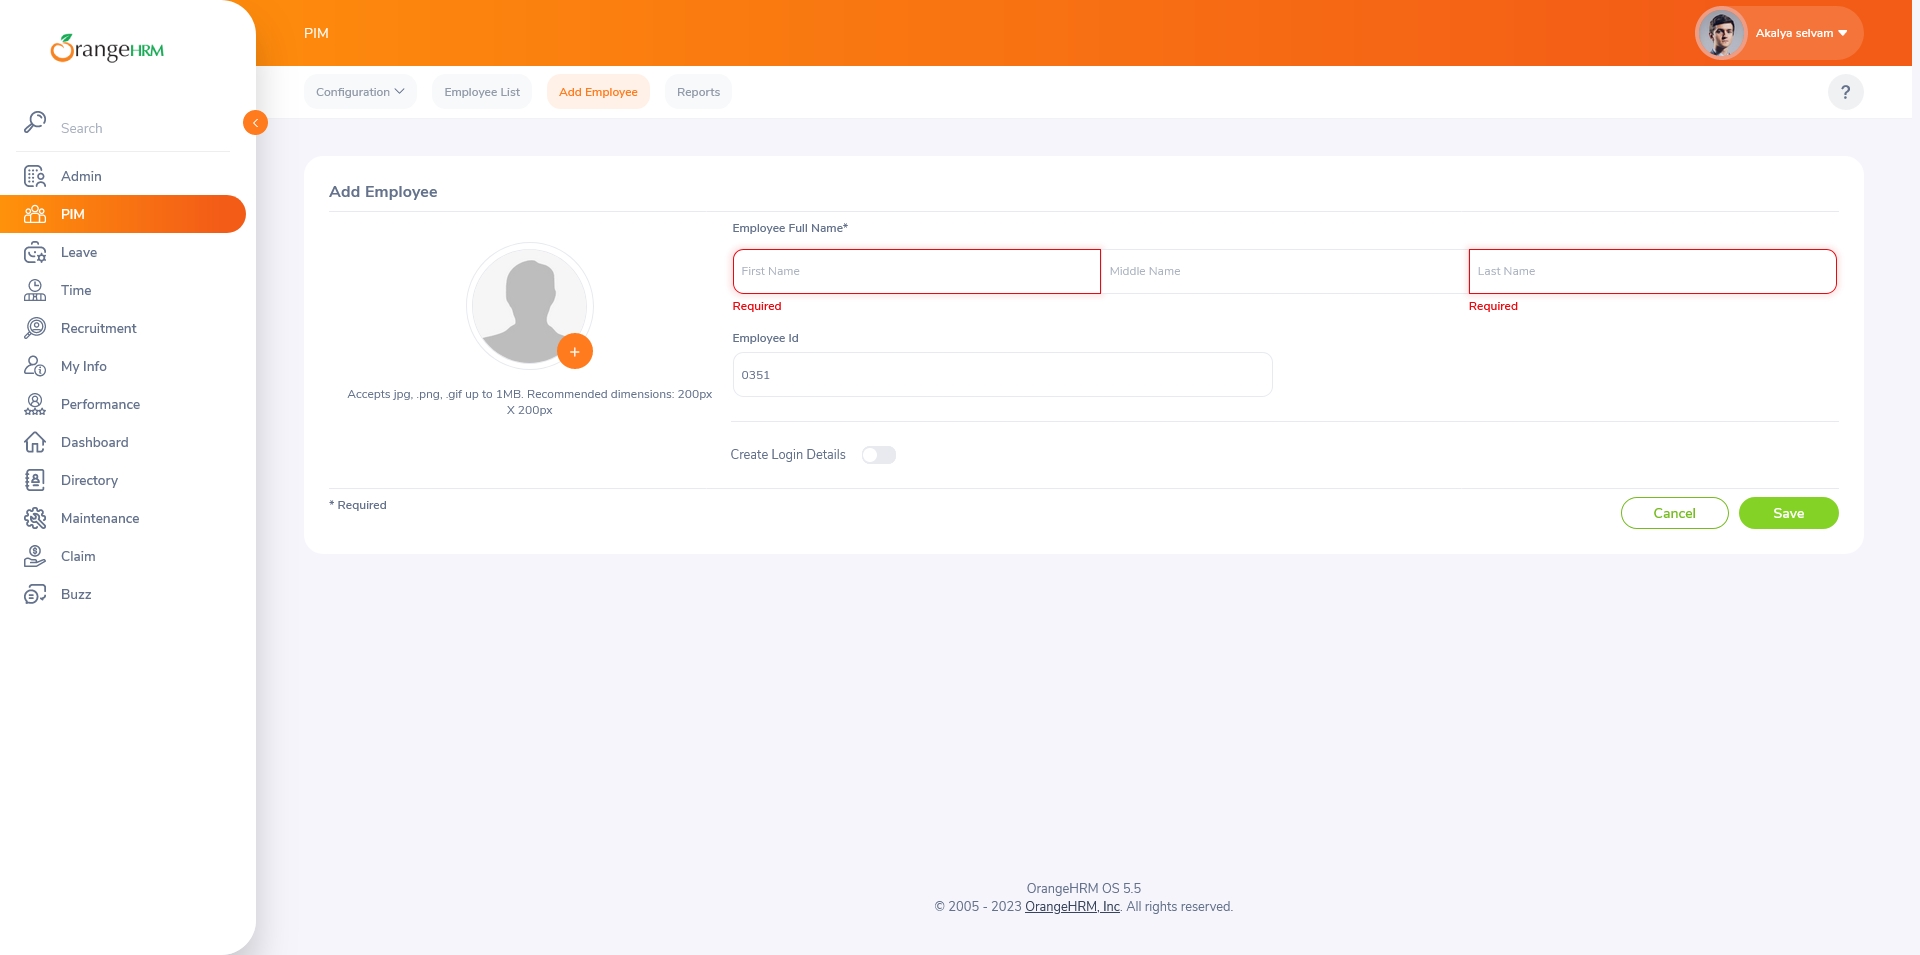 OrangeHRM
Search
Admin
PIM
Leave
Time
Recruitment
My Info
Performance
Dashboard
Directory
Maintenance
Claim
Buzz
PIM
Akalya selvam
Configuration
Employee List
Add Employee
Reports
?
Add Employee
Employee Full Name*
First Name
Middle Name
Last Name
Required
Required
Employee Id
0351
Accepts jpg, .png, .gif up to 1MB. Recommended dimensions: 200px
X 200px
Create Login Details
* Required
Cancel
Save
OrangeHRM OS 5.5
© 2005 - 2023 OrangeHRM, Inc. All rights reserved.